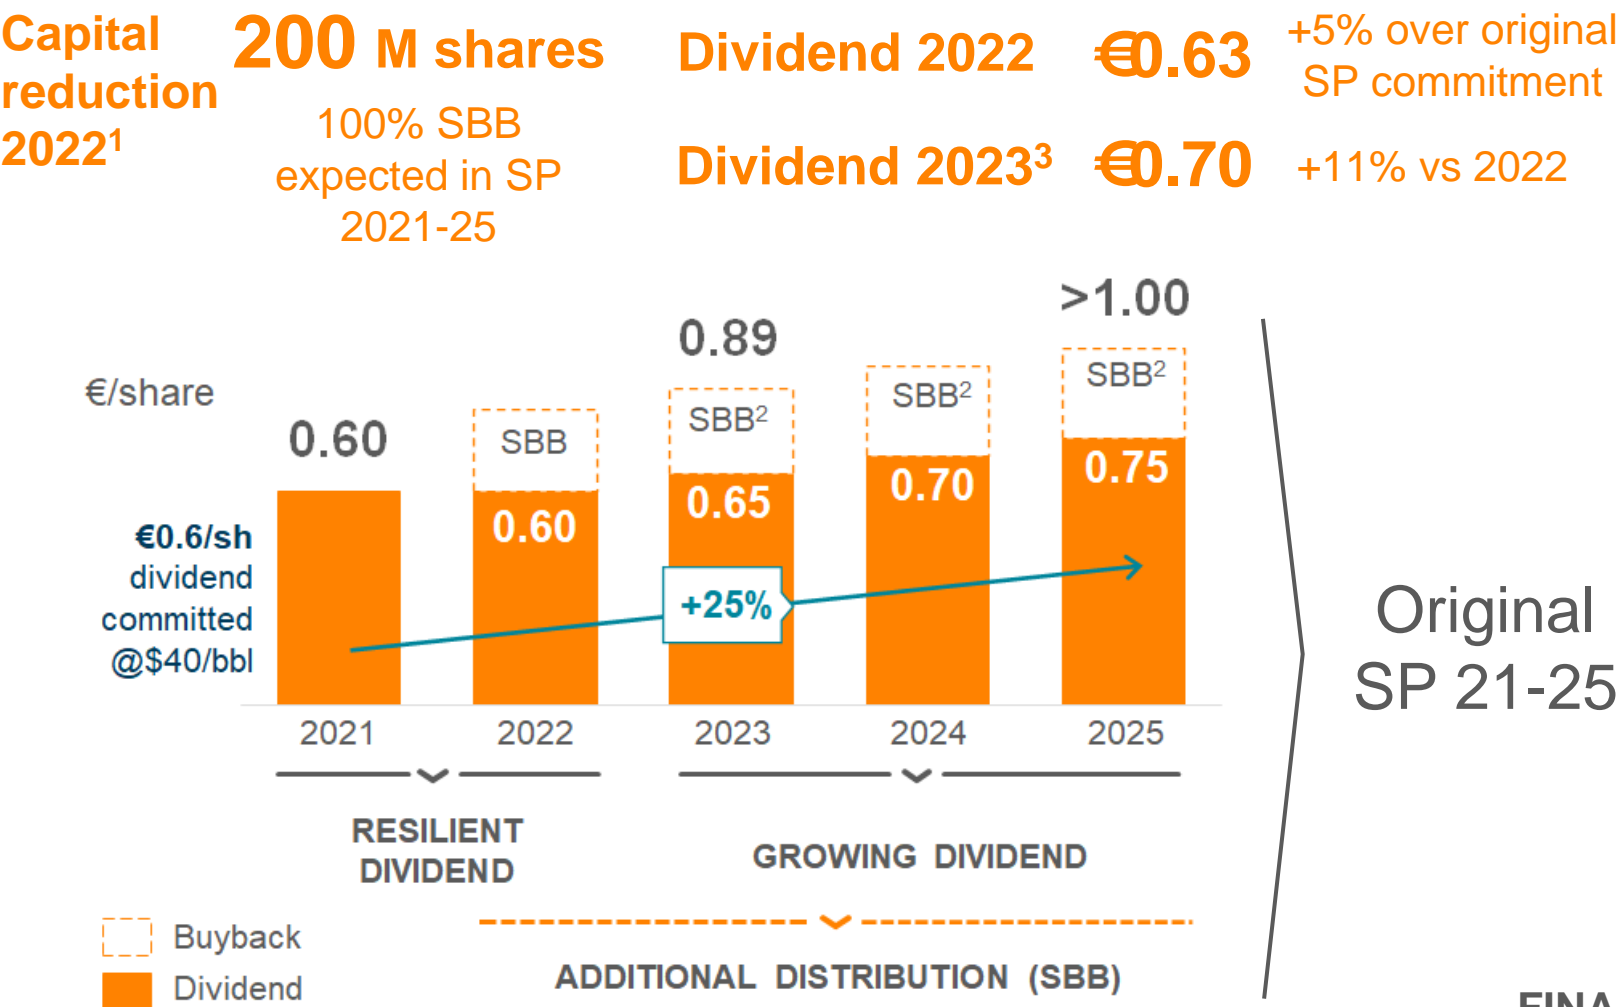 Capital
reduction
2022¹
200 M shares
100% SBB
expected in SP
2021-25
Dividend 2022 €0.63
+5% over original
SP commitment
Dividend 2023³ €0.70 +11% vs 2022
€/share
0.60
0.89
>1.00
SBB
SBB²
SBB²
SBB²
0.60
0.65
0.70
0.75
€0.6/sh
dividend
committed
@$40/bbl
+25%
2021 2022 2023 2024 2025
RESILIENT
DIVIDEND
GROWING DIVIDEND
ADDITIONAL DISTRIBUTION (SBB)
Buyback
Dividend
Original
SP 21-25